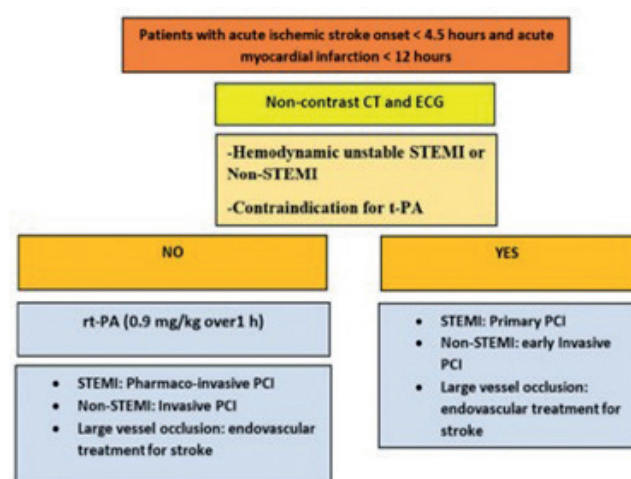 Patients with acute ischemic stroke onset < 4.5 hours and acute
myocardial infarction < 12 hours
Non-contrast CT and ECG
-Hemodynamic unstable STEMI or
Non-STEMI
-Contraindication for t-PA
NO
YES
rt-PA (0.9 mg/kg over1 h)
• STEMI: Pharmaco-invasive PCI
• Non-STEMI: Invasive PCI
• Large vessel occlusion: endovascular
treatment for stroke
• STEMI: Primary PCI
• Non-STEMI: early Invasive
PCI
• Large vessel occlusion:
endovascular treatment for
stroke